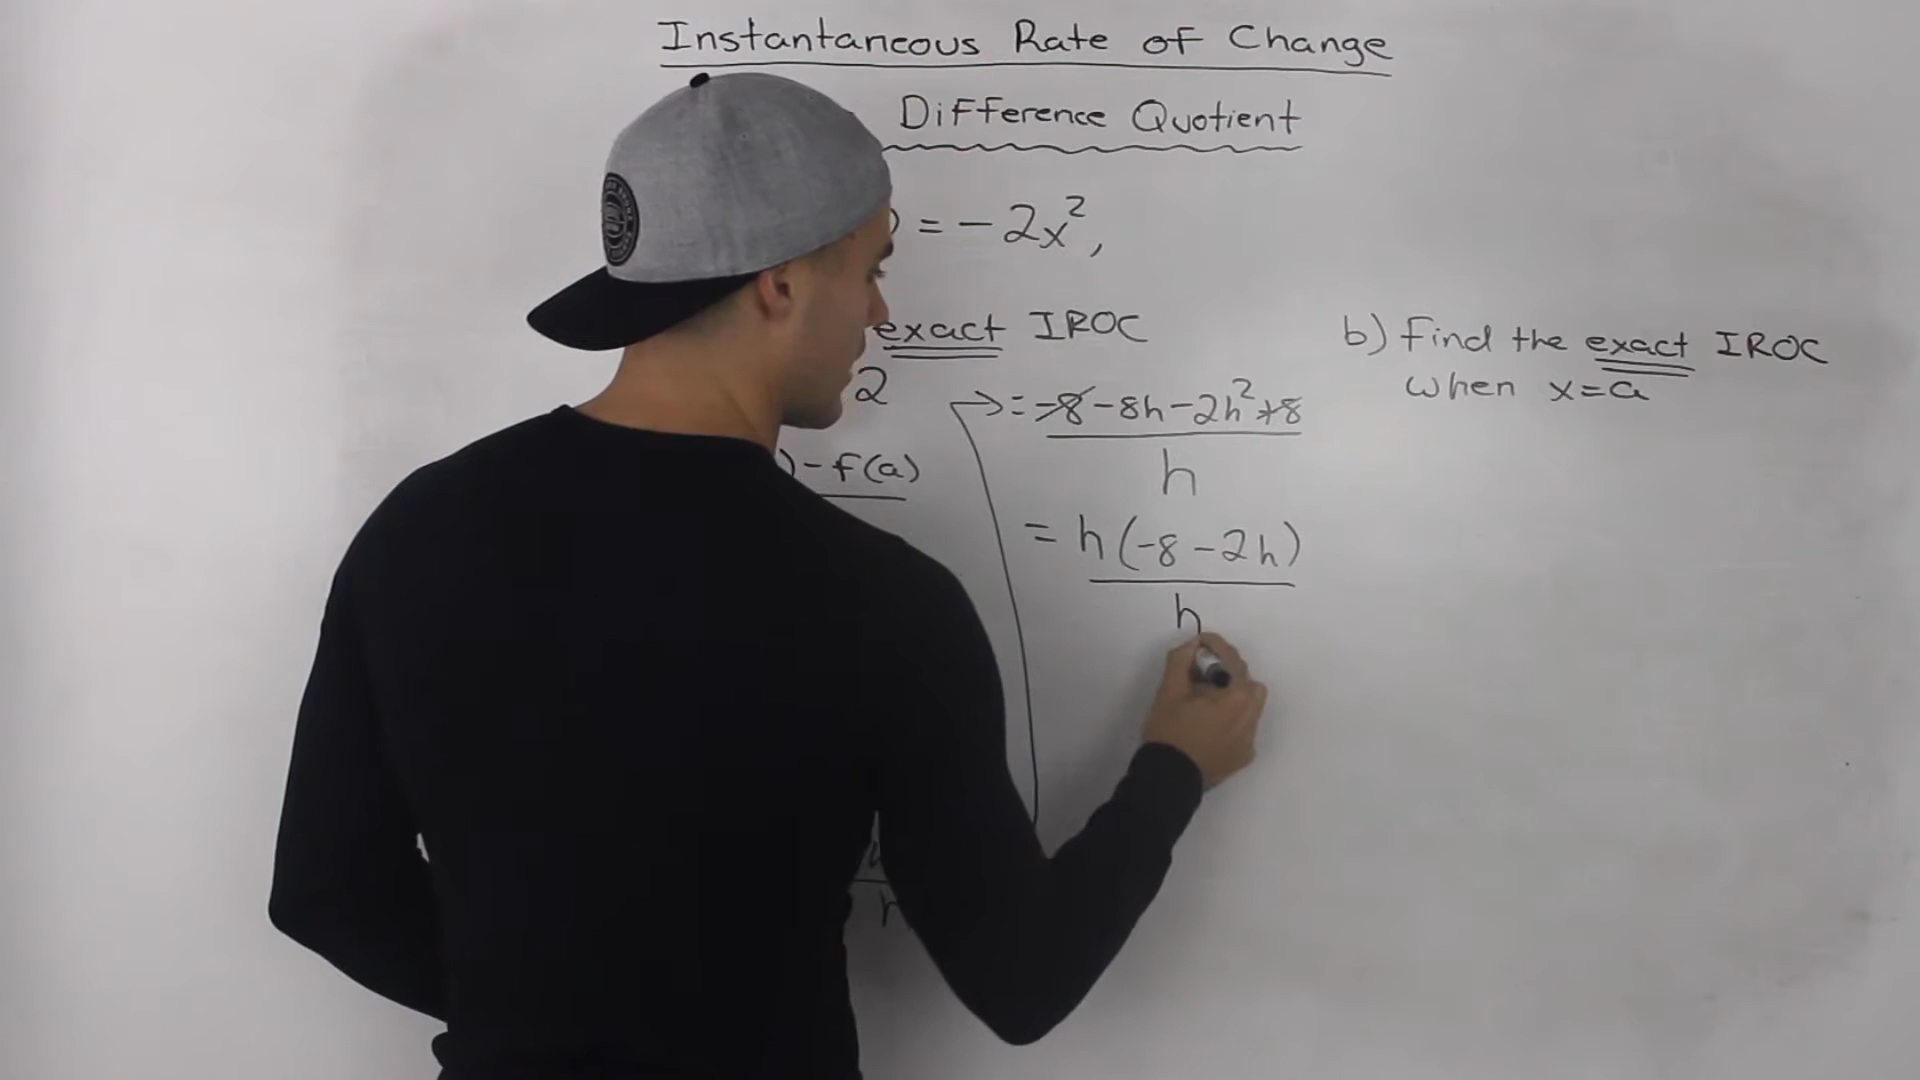 Instantaneous Rate of Change
Difference Quotient
) = -2x²,
exact IROC
2
) - f(a)
h
= -8 - 8h - 2h² + 8
h
= h(-8 - 2h)
h
b) Find the exact IROC
when x = a